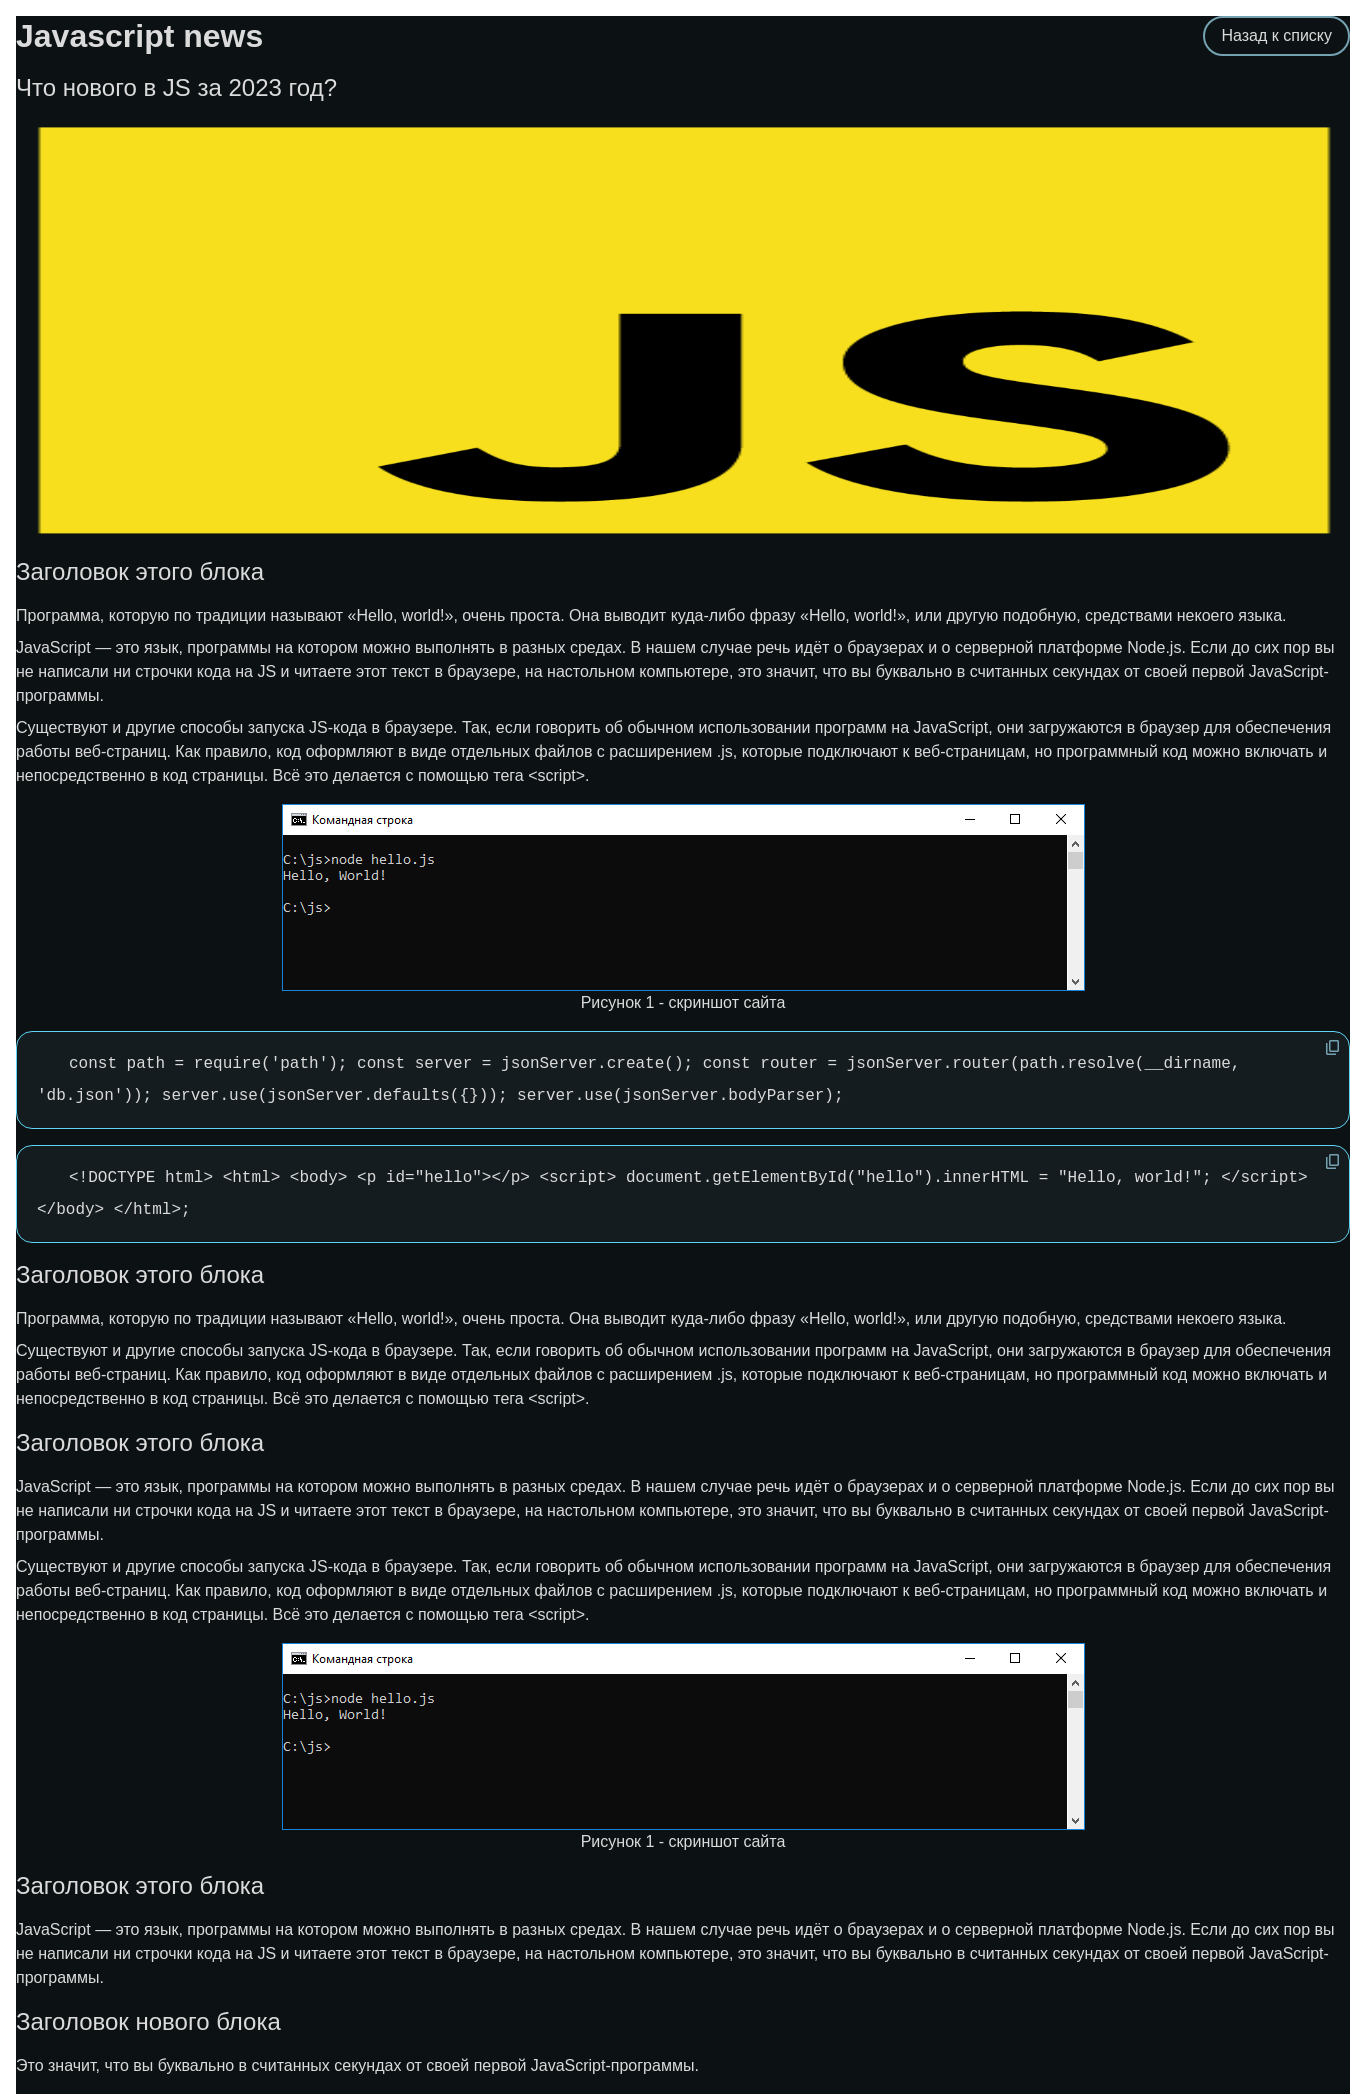 Javascript news
Назад к списку
Что нового в JS за 2023 год?
JS
Заголовок этого блока
Программа, которую по традиции называют «Hello, world!», очень проста. Она выводит куда-либо фразу «Hello, world!», или другую подобную, средствами некоего языка.
JavaScript — это язык, программы на котором можно выполнять в разных средах. В нашем случае речь идёт о браузерах и о серверной платформе Node.js. Если до сих пор вы
не написали ни строчки кода на JS и читаете этот текст в браузере, на настольном компьютере, это значит, что вы буквально в считанных секундах от своей первой JavaScript-
программы.
Существуют и другие способы запуска JS-кода в браузере. Так, если говорить об обычном использовании программ на JavaScript, они загружаются в браузер для обеспечения
работы веб-страниц. Как правило, код оформляют в виде отдельных файлов с расширением .js, которые подключают к веб-страницам, но программный код можно включать и
непосредственно в код страницы. Всё это делается с помощью тега <script>.
Командная строка
C:\js>node hello.js
Hello, World!
C:\js>
Рисунок 1 - скриншот сайта
const path = require('path'); const server = jsonServer.create(); const router = jsonServer.router(path.resolve(__dirname,
'db.json')); server.use(jsonServer.defaults({})); server.use(jsonServer.bodyParser);
<!DOCTYPE html> <html> <body> <p id="hello"></p> <script> document.getElementById("hello").innerHTML = "Hello, world!"; </script>
</body> </html>;
Заголовок этого блока
Программа, которую по традиции называют «Hello, world!», очень проста. Она выводит куда-либо фразу «Hello, world!», или другую подобную, средствами некоего языка.
Существуют и другие способы запуска JS-кода в браузере. Так, если говорить об обычном использовании программ на JavaScript, они загружаются в браузер для обеспечения
работы веб-страниц. Как правило, код оформляют в виде отдельных файлов с расширением .js, которые подключают к веб-страницам, но программный код можно включать и
непосредственно в код страницы. Всё это делается с помощью тега <script>.
Заголовок этого блока
JavaScript — это язык, программы на котором можно выполнять в разных средах. В нашем случае речь идёт о браузерах и о серверной платформе Node.js. Если до сих пор вы
не написали ни строчки кода на JS и читаете этот текст в браузере, на настольном компьютере, это значит, что вы буквально в считанных секундах от своей первой JavaScript-
программы.
Существуют и другие способы запуска JS-кода в браузере. Так, если говорить об обычном использовании программ на JavaScript, они загружаются в браузер для обеспечения
работы веб-страниц. Как правило, код оформляют в виде отдельных файлов с расширением .js, которые подключают к веб-страницам, но программный код можно включать и
непосредственно в код страницы. Всё это делается с помощью тега <script>.
Командная строка
C:\js>node hello.js
Hello, World!
C:\js>
Рисунок 1 - скриншот сайта
Заголовок этого блока
JavaScript — это язык, программы на котором можно выполнять в разных средах. В нашем случае речь идёт о браузерах и о серверной платформе Node.js. Если до сих пор вы
не написали ни строчки кода на JS и читаете этот текст в браузере, на настольном компьютере, это значит, что вы буквально в считанных секундах от своей первой JavaScript-
программы.
Заголовок нового блока
Это значит, что вы буквально в считанных секундах от своей первой JavaScript-программы.